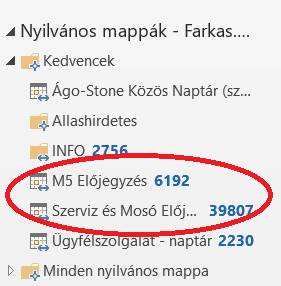 Nyilvános mappák - Farkas....
Kedvencek
Ágo-Stone Közös Naptár (sz...
Allashirdetes
INFO 2756
M5 Előjegyzés 6192
Szerviz és Mosó Előj... 39807
Ügyfélszolgálat - naptár 2230
Minden nyilvános mappa